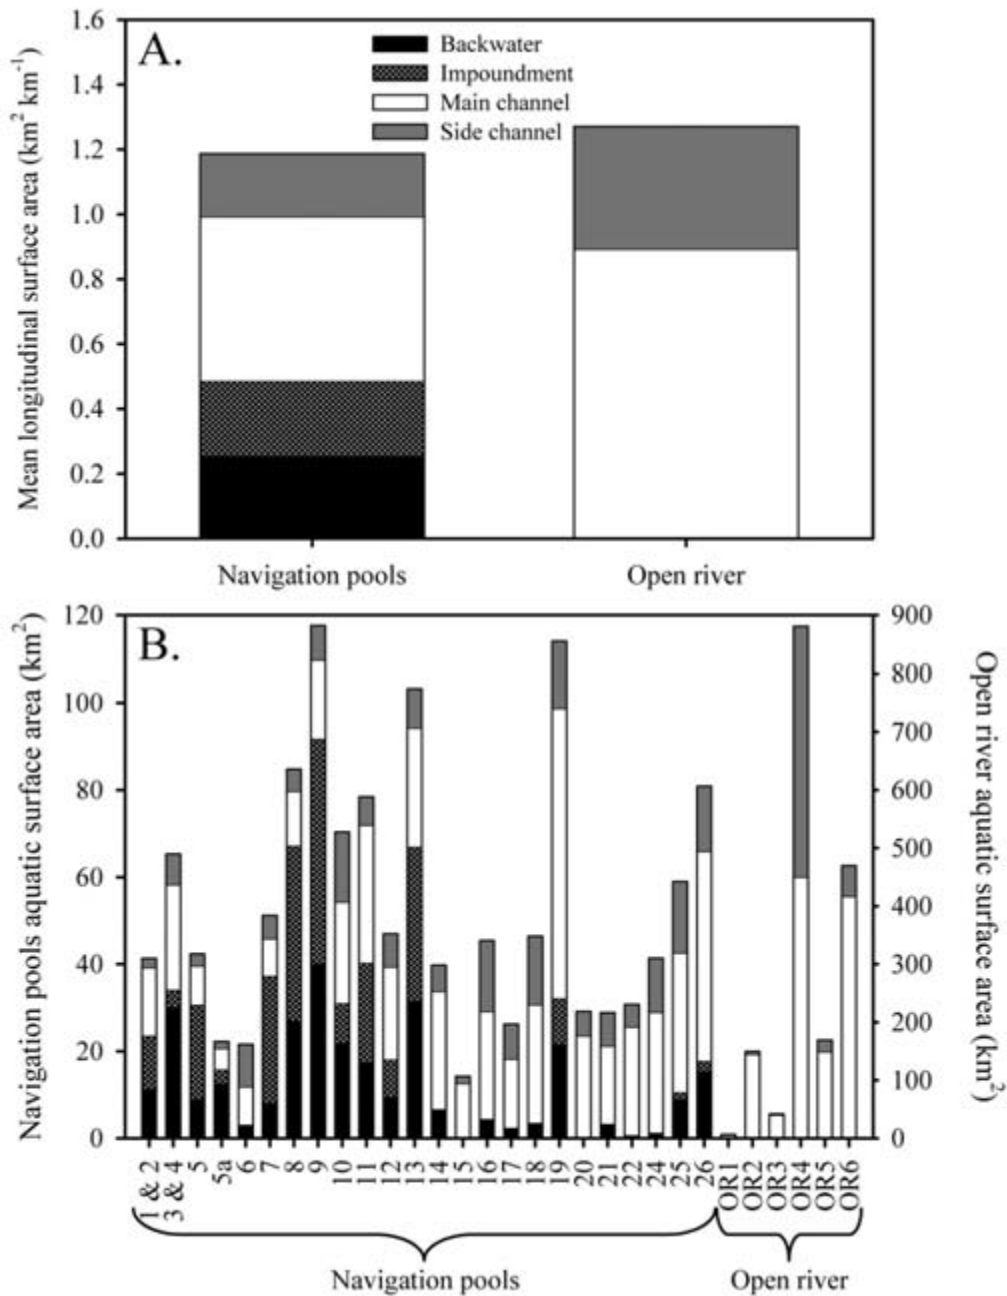 A.
Backwater
Impoundment
Main channel
Side channel
Mean longitudinal surface area (km² km⁻¹)
1.6
1.4
1.2
1.0
0.8
0.6
0.4
0.2
0.0
Navigation pools
Open river
B.
Navigation pools aquatic surface area (km²)
120
100
80
60
40
20
0
900
800
700
600
500
400
300
200
100
0
Open river aquatic surface area (km²)
1 & 2
3 & 4
5
5a
6
7
8
9
10
11
12
13
14
15
16
17
18
19
20
21
22
24
25
26
OR1
OR2
OR3
OR4
OR5
OR6
Navigation pools
Open river